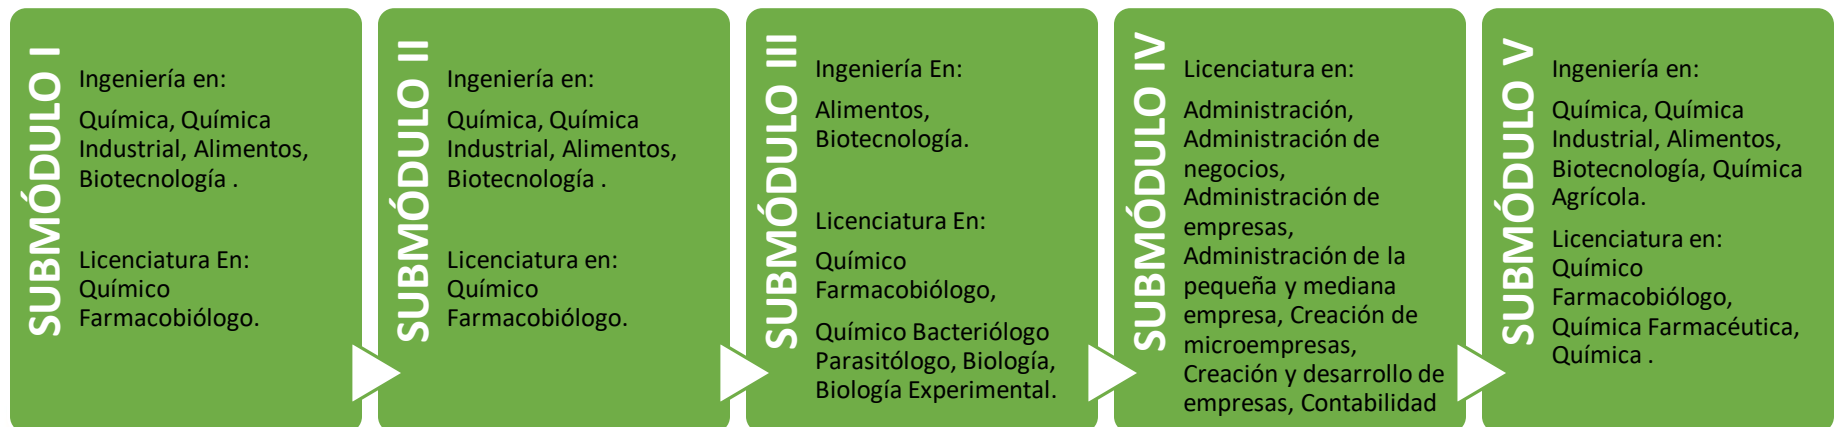 SUBMÓDULO I
Ingeniería en:
Química, Química
Industrial, Alimentos,
Biotecnología .
Licenciatura En:
Químico
Farmacobiólogo.
SUBMÓDULO II
Ingeniería en:
Química, Química
Industrial, Alimentos,
Biotecnología .
Licenciatura en:
Químico
Farmacobiólogo.
SUBMÓDULO III
Ingeniería En:
Alimentos,
Biotecnología.
Licenciatura En:
Químico
Farmacobiólogo,
Químico Bacteriólogo
Parasitólogo, Biología,
Biología Experimental.
SUBMÓDULO IV
Licenciatura en:
Administración,
Administración de
negocios,
Administración de
empresas,
Administración de la
pequeña y mediana
empresa, Creación de
microempresas,
Creación y desarrollo de
empresas, Contabilidad
SUBMÓDULO V
Ingeniería en:
Química, Química
Industrial, Alimentos,
Biotecnología, Química
Agrícola.
Licenciatura en:
Químico
Farmacobiólogo,
Química Farmacéutica,
Química .